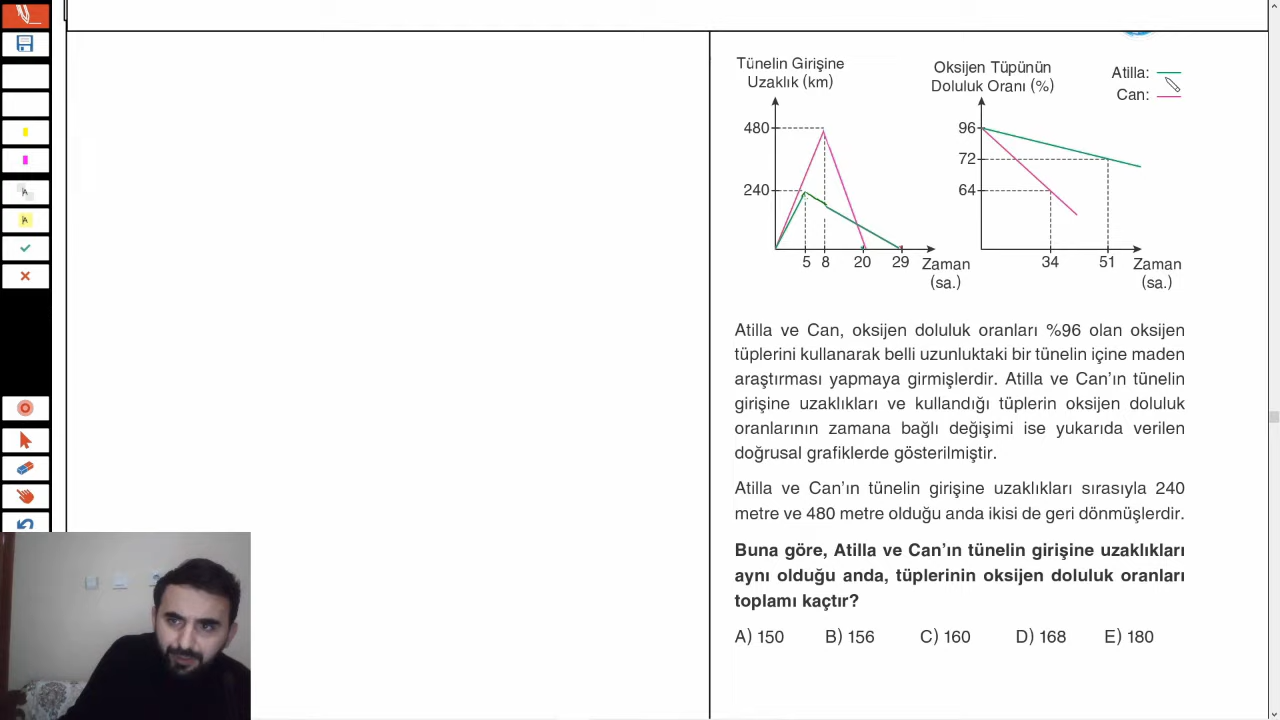 Tünelin Girişine
Uzaklık (km)
480
240
5 8 20 29 Zaman
(sa.)
Oksijen Tüpünün
Doluluk Oranı (%)
96
72
64
34 51 Zaman
(sa.)
Atilla:
Can:
Atilla ve Can, oksijen doluluk oranları %96 olan oksijen
tüplerini kullanarak belli uzunluktaki bir tünelin içine maden
araştırması yapmaya girmişlerdir. Atilla ve Can'ın tünelin
girişine uzaklıkları ve kullandığı tüplerin oksijen doluluk
oranlarının zamana bağlı değişimi ise yukarıda verilen
doğrusal grafiklerde gösterilmiştir.
Atilla ve Can'ın tünelin girişine uzaklıkları sırasıyla 240
metre ve 480 metre olduğu anda ikisi de geri dönmüşlerdir.
Buna göre, Atilla ve Can'ın tünelin girişine uzaklıkları
aynı olduğu anda, tüplerinin oksijen doluluk oranları
toplamı kaçtır?
A) 150 B) 156 C) 160 D) 168 E) 180